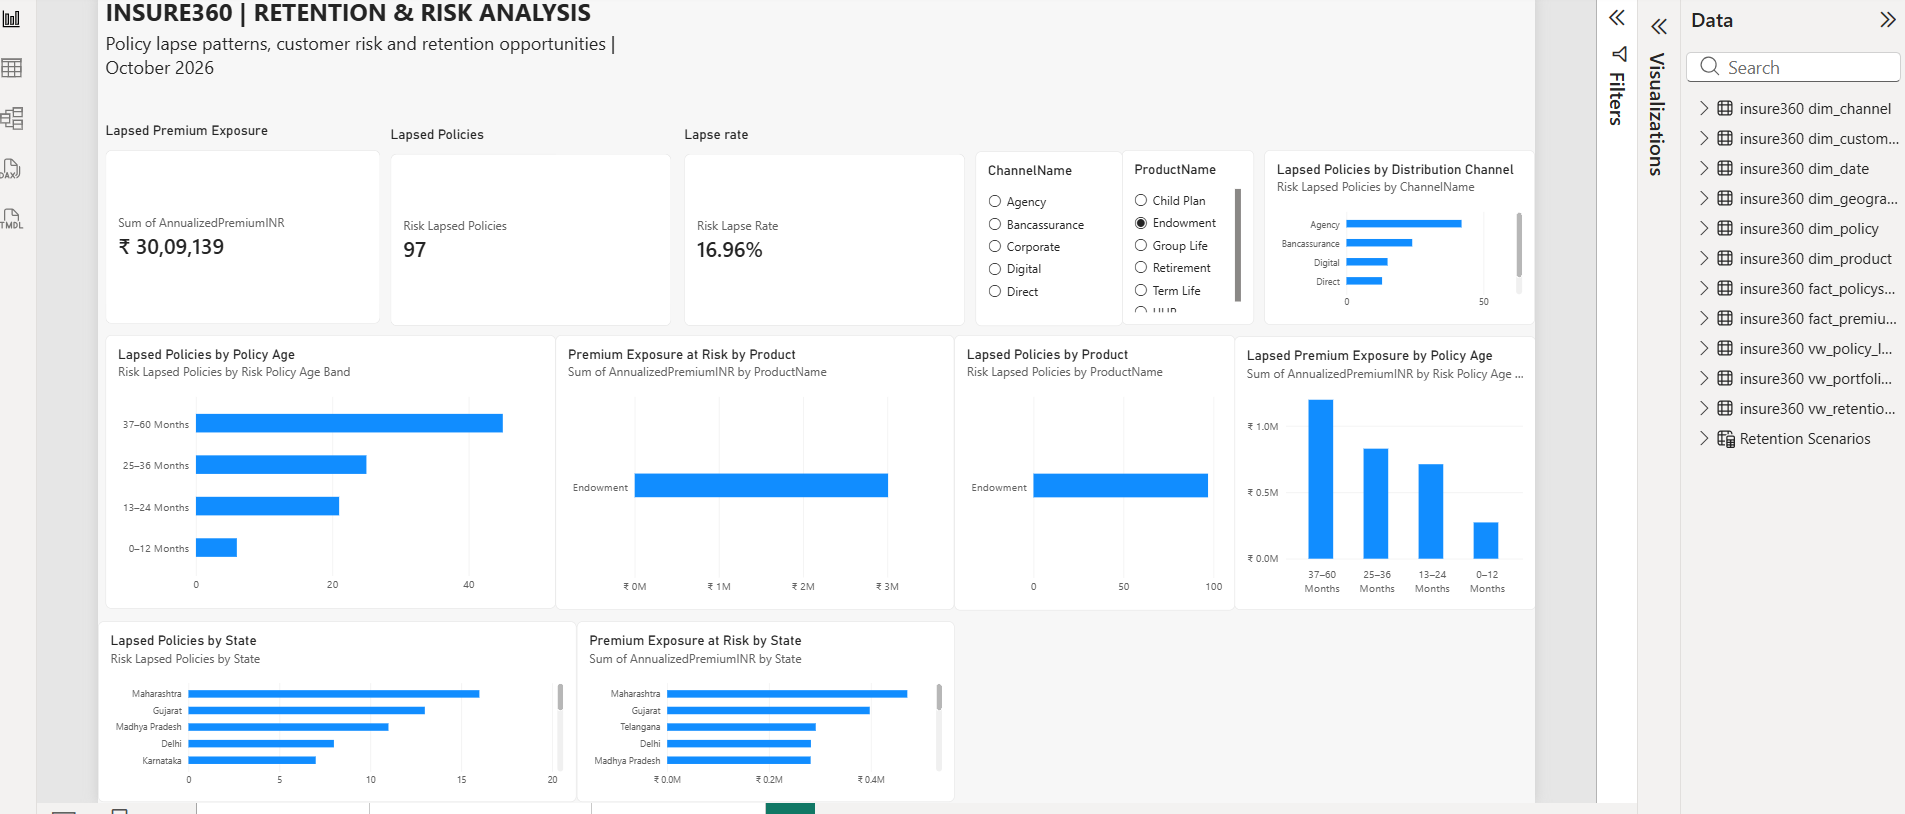 INSURE360 | RETENTION & RISK ANALYSIS
Policy lapse patterns, customer risk and retention opportunities |
October 2026
Lapsed Premium Exposure
Sum of AnnualizedPremiumINR
₹ 30,09,139
Lapsed Policies
Risk Lapsed Policies
97
Lapse rate
Risk Lapse Rate
16.96%
ChannelName
Agency
Bancassurance
Corporate
Digital
Direct
ProductName
Child Plan
Endowment
Group Life
Retirement
Term Life
Lapsed Policies by Distribution Channel
Risk Lapsed Policies by ChannelName
Agency
Bancassurance
Digital
Direct
0 50
Lapsed Policies by Policy Age
Risk Lapsed Policies by Risk Policy Age Band
37–60 Months
25–36 Months
13–24 Months
0–12 Months
0 20 40
Premium Exposure at Risk by Product
Sum of AnnualizedPremiumINR by ProductName
Endowment
₹ 0M ₹ 1M ₹ 2M ₹ 3M
Lapsed Policies by Product
Risk Lapsed Policies by ProductName
Endowment
0 50 100
Lapsed Premium Exposure by Policy Age
Sum of AnnualizedPremiumINR by Risk Policy Age ...
₹ 1.0M
₹ 0.5M
₹ 0.0M
37–60 25–36 13–24 0–12
Months Months Months Months
Lapsed Policies by State
Risk Lapsed Policies by State
Maharashtra
Gujarat
Madhya Pradesh
Delhi
Karnataka
0 5 10 15 20
Premium Exposure at Risk by State
Sum of AnnualizedPremiumINR by State
Maharashtra
Gujarat
Telangana
Delhi
Madhya Pradesh
₹ 0.0M ₹ 0.2M ₹ 0.4M
Filters
Visualizations
Data
Search
insure360 dim_channel
insure360 dim_custom...
insure360 dim_date
insure360 dim_geogra...
insure360 dim_policy
insure360 dim_product
insure360 fact_policys...
insure360 fact_premiu...
insure360 vw_policy_l...
insure360 vw_portfoli...
insure360 vw_retentio...
Retention Scenarios
DAX
TMDL